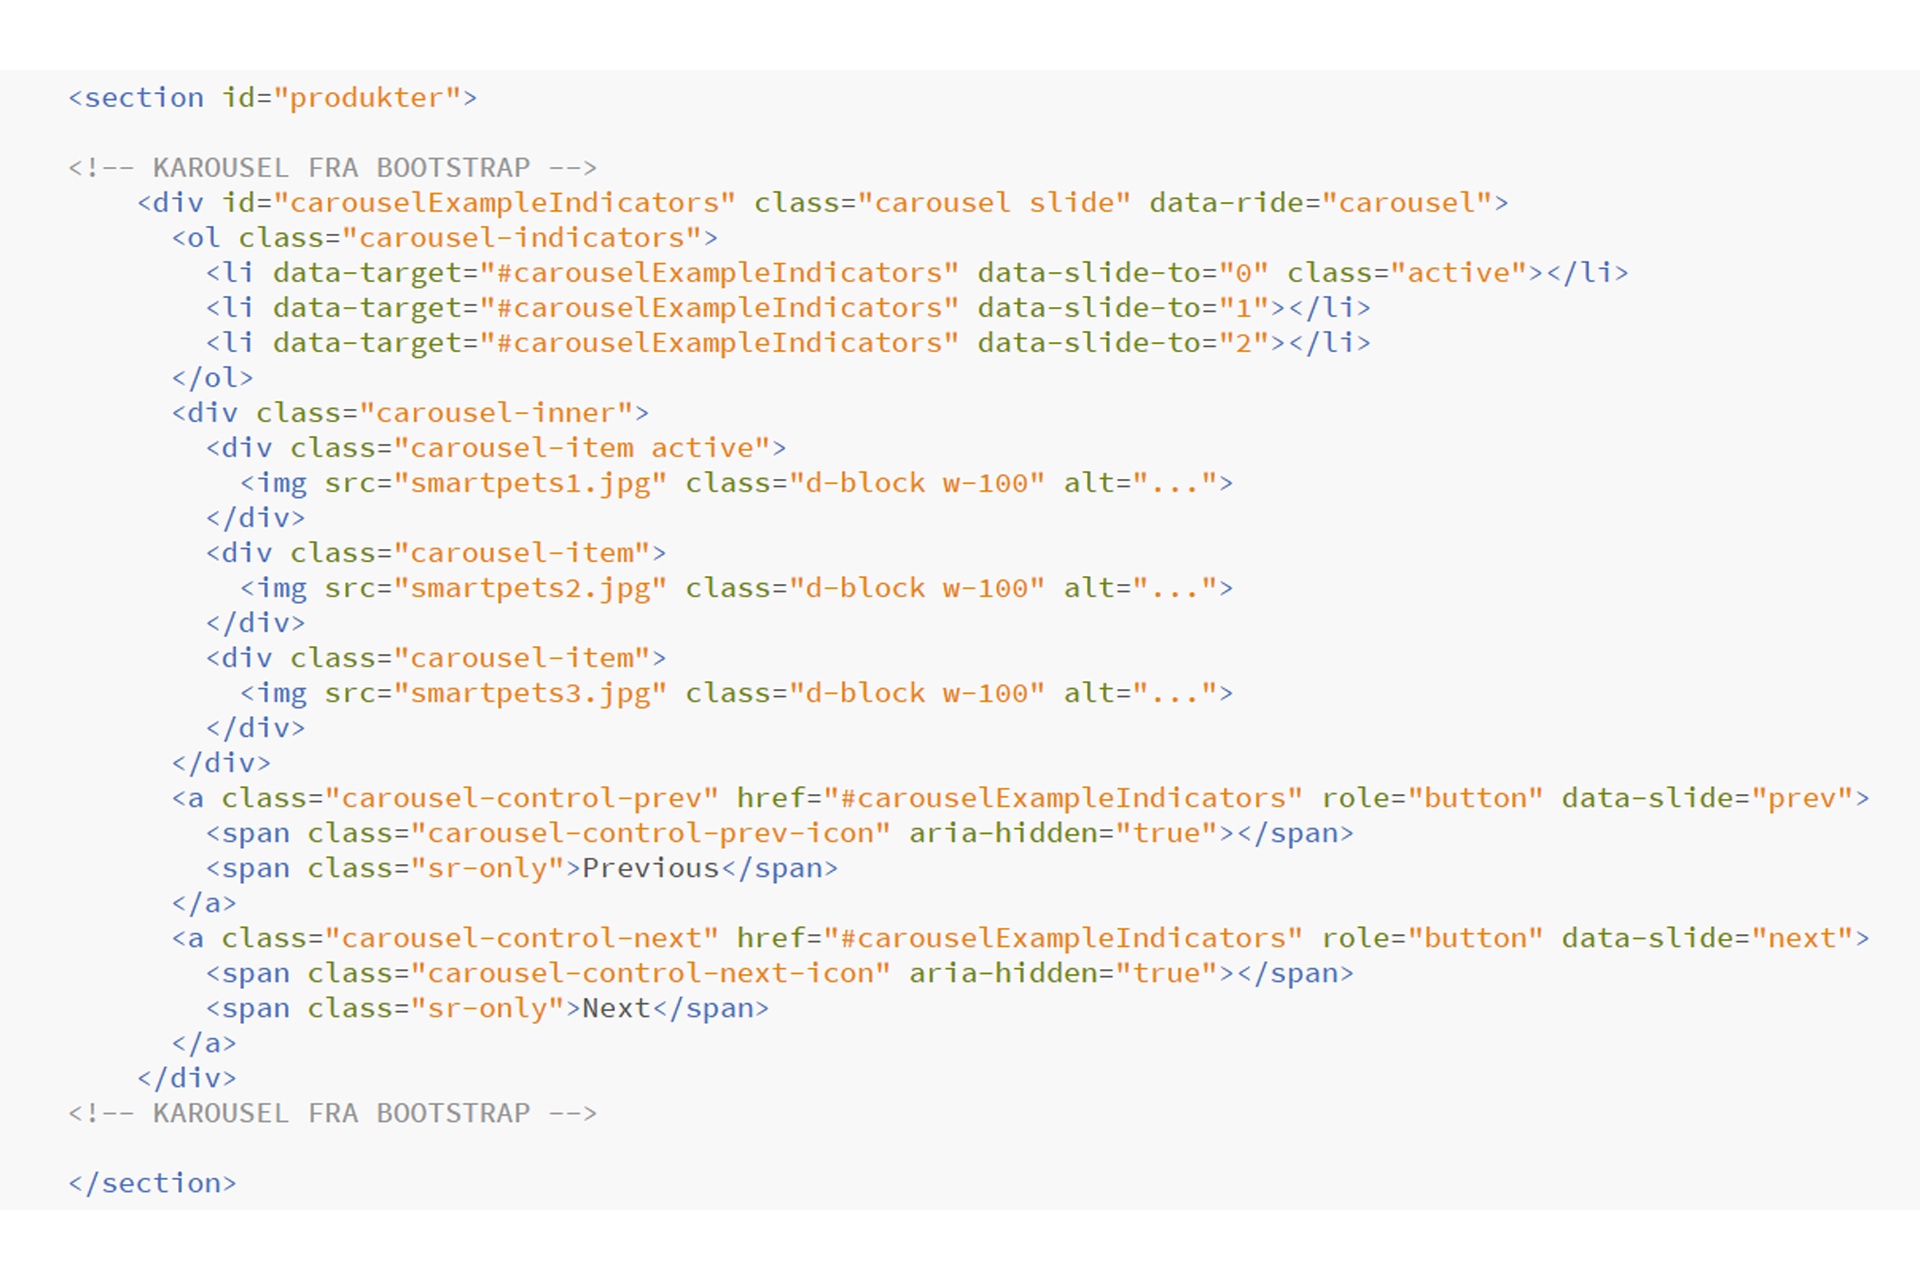 <section id="produkter">
<!-- KAROUSEL FRA BOOTSTRAP -->
<div id="carouselExampleIndicators" class="carousel slide" data-ride="carousel">
<ol class="carousel-indicators">
<li data-target="#carouselExampleIndicators" data-slide-to="0" class="active"></li>
<li data-target="#carouselExampleIndicators" data-slide-to="1"></li>
<li data-target="#carouselExampleIndicators" data-slide-to="2"></li>
</ol>
<div class="carousel-inner">
<div class="carousel-item active">
<img src="smartpets1.jpg" class="d-block w-100" alt="...">
</div>
<div class="carousel-item">
<img src="smartpets2.jpg" class="d-block w-100" alt="...">
</div>
<div class="carousel-item">
<img src="smartpets3.jpg" class="d-block w-100" alt="...">
</div>
</div>
<a class="carousel-control-prev" href="#carouselExampleIndicators" role="button" data-slide="prev">
<span class="carousel-control-prev-icon" aria-hidden="true"></span>
<span class="sr-only">Previous</span>
</a>
<a class="carousel-control-next" href="#carouselExampleIndicators" role="button" data-slide="next">
<span class="carousel-control-next-icon" aria-hidden="true"></span>
<span class="sr-only">Next</span>
</a>
</div>
<!-- KAROUSEL FRA BOOTSTRAP -->
</section>